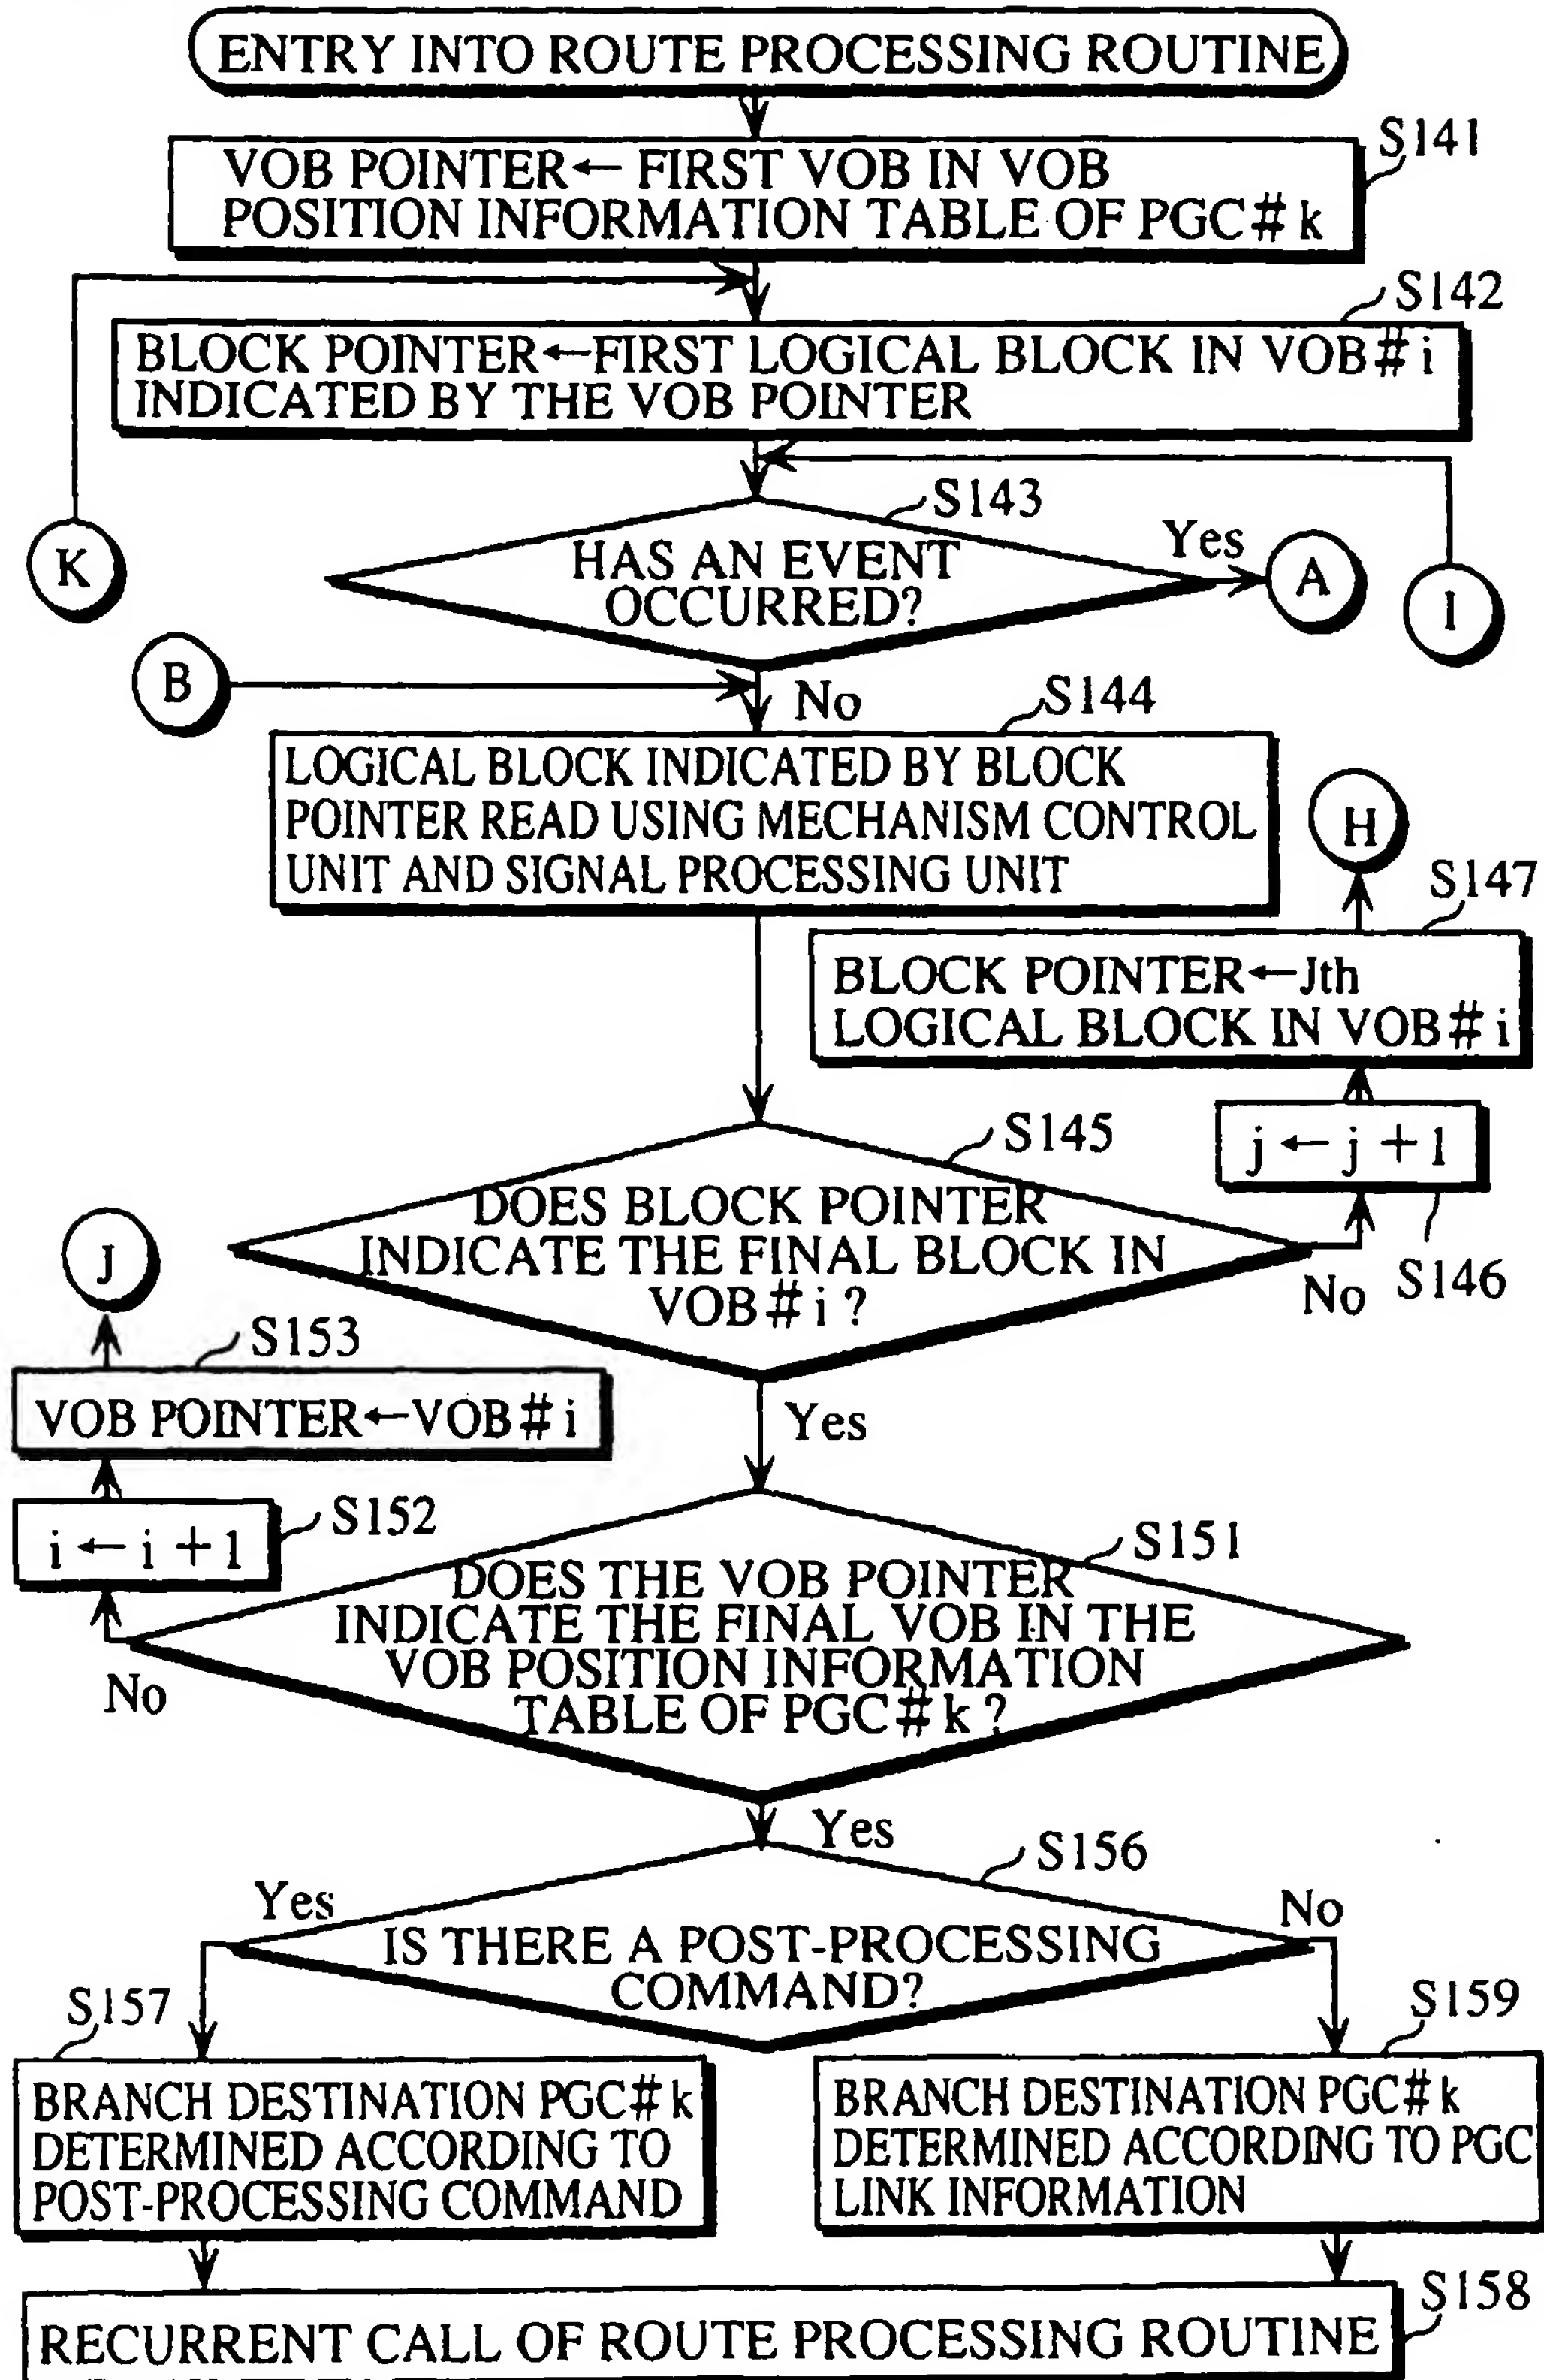 ENTRY INTO ROUTE PROCESSING ROUTINE
S141
VOB POINTER← FIRST VOB IN VOB
POSITION INFORMATION TABLE OF PGC#k
S142
BLOCK POINTER←FIRST LOGICAL BLOCK IN VOB#i
INDICATED BY THE VOB POINTER
S143
HAS AN EVENT
OCCURRED?
Yes
A
I
K
B
No
S144
LOGICAL BLOCK INDICATED BY BLOCK
POINTER READ USING MECHANISM CONTROL
UNIT AND SIGNAL PROCESSING UNIT
H
S147
BLOCK POINTER←Jth
LOGICAL BLOCK IN VOB#i
j←j+1
S146
S145
DOES BLOCK POINTER
INDICATE THE FINAL BLOCK IN
VOB#i?
No
Yes
J
S153
VOB POINTER←VOB#i
S152
i←i+1
S151
DOES THE VOB POINTER
INDICATE THE FINAL VOB IN THE
VOB POSITION INFORMATION
TABLE OF PGC#k?
No
Yes
S156
IS THERE A POST-PROCESSING
COMMAND?
Yes
No
S157
BRANCH DESTINATION PGC#k
DETERMINED ACCORDING TO
POST-PROCESSING COMMAND
S159
BRANCH DESTINATION PGC#k
DETERMINED ACCORDING TO PGC
LINK INFORMATION
S158
RECURRENT CALL OF ROUTE PROCESSING ROUTINE